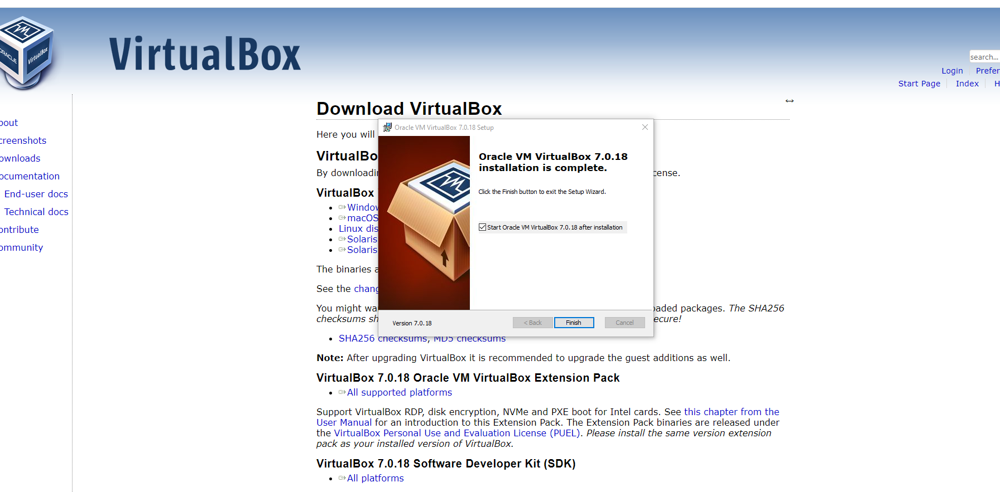 ORACLE
VirtualBox
VirtualBox
search...
Login
Prefer
Start Page
Index
H
bout
creenshots
ownloads
ocumentation
End-user docs
Technical docs
ontribute
ommunity
Download VirtualBox
Here you will
VirtualBo
By downloadi
cense.
VirtualBox
Window
macOS
Linux dis
Solaris
Solaris
The binaries a
See the chang
You might wa
oaded packages. The SHA256
checksums sh
ecure!
SHA256 checksums, MD5 checksums
Note: After upgrading VirtualBox it is recommended to upgrade the guest additions as well.
VirtualBox 7.0.18 Oracle VM VirtualBox Extension Pack
All supported platforms
Support VirtualBox RDP, disk encryption, NVMe and PXE boot for Intel cards. See this chapter from the
User Manual for an introduction to this Extension Pack. The Extension Pack binaries are released under
the VirtualBox Personal Use and Evaluation License (PUEL). Please install the same version extension
pack as your installed version of VirtualBox.
VirtualBox 7.0.18 Software Developer Kit (SDK)
All platforms
Oracle VM VirtualBox 7.0.18 Setup
Oracle VM VirtualBox 7.0.18
installation is complete.
Click the Finish button to exit the Setup Wizard.
Start Oracle VM VirtualBox 7.0.18 after installation
Version 7.0.18
< Back
Finish
Cancel